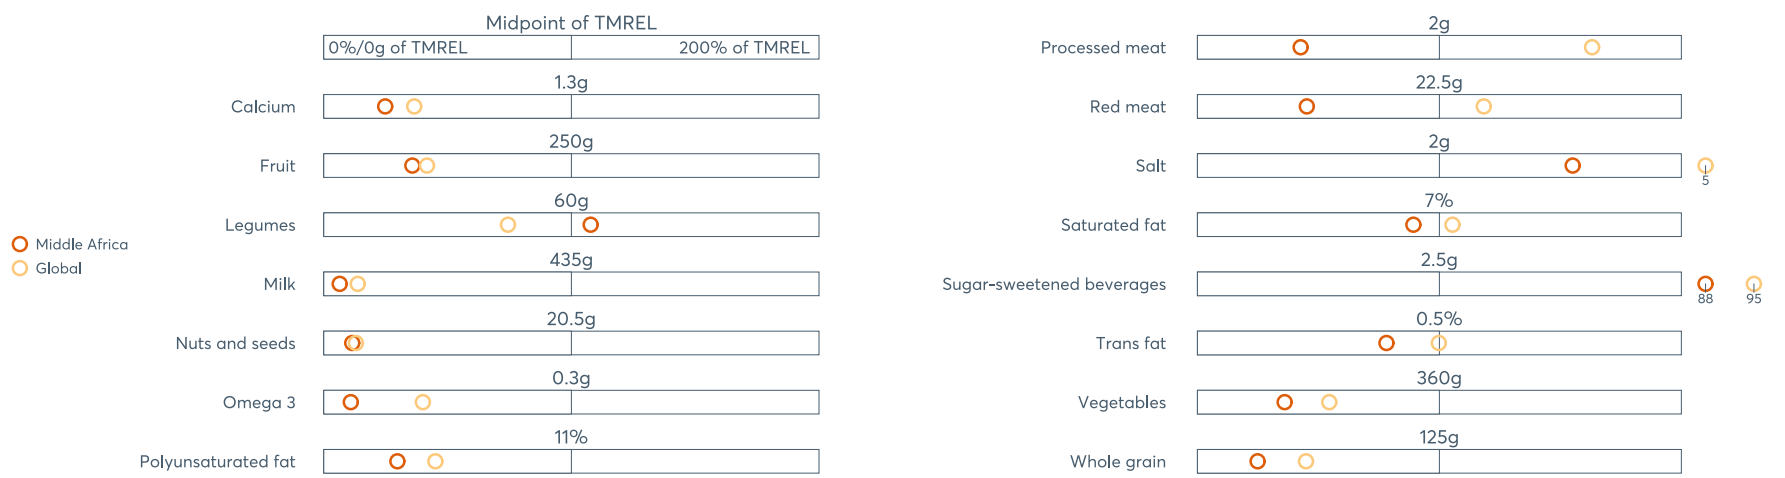 Midpoint of TMREL
0%/0g of TMREL 200% of TMREL
1.3g
Calcium
250g
Fruit
60g
Legumes
435g
Milk
20.5g
Nuts and seeds
0.3g
Omega 3
11%
Polyunsaturated fat
Middle Africa
Global
2g
Processed meat
22.5g
Red meat
2g
Salt
5
7%
Saturated fat
2.5g
Sugar-sweetened beverages
88 95
0.5%
Trans fat
360g
Vegetables
125g
Whole grain